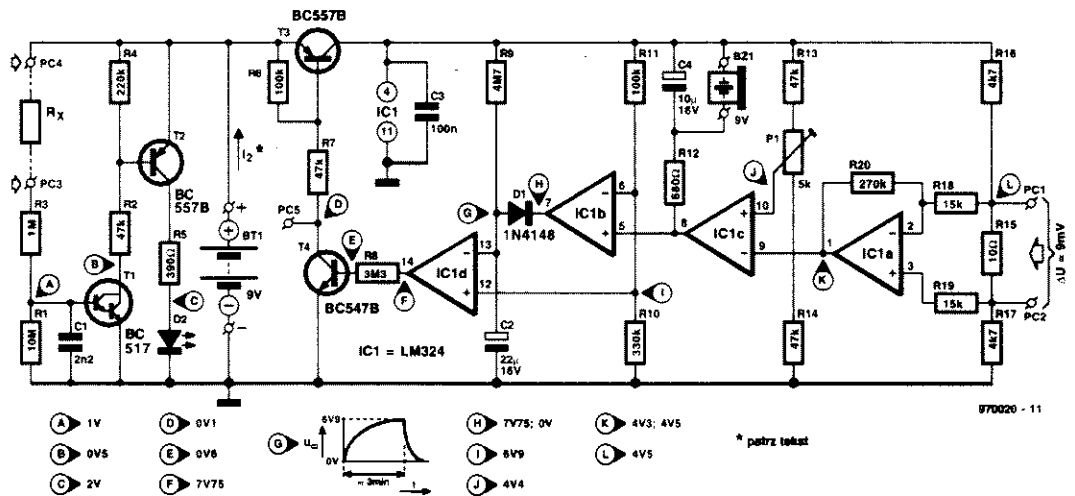 BC557B
T3
R4
220k
PC4
RX
PC3
R3
1M
R1
10M
A
B
C1
2n2
R2
47k
T1
BC
517
T2
BC
557B
R5
390Ω
C
D2
I2 *
BT1
9V
R6
100k
R7
47k
PC5
D
T4
BC547B
E
R8
3M3
F
4
IC1
11
C3
100n
IC1 = LM324
R9
4M7
G
D1
1N4148
H
7
IC1b
6
5
14
IC1d
13
12
C2
22µ
16V
R11
100k
I
R10
330k
C4
10µ
16V
BZ1
9V
R12
680Ω
8
IC1c
10
9
R13
47k
P1
5k
J
R14
47k
R20
270k
K
1
IC1a
2
3
R18
15k
R19
15k
R16
4k7
L
PC1
R15
10Ω
PC2
R17
4k7
ΔU = 9mV
970020 - 11
A 1V
B 0V5
C 2V
D 0V1
E 0V6
F 7V75
G
6V9
0V
≈ 3min
t
H 7V75; 0V
I 6V9
J 4V4
K 4V3; 4V5
L 4V5
* patrz tekst